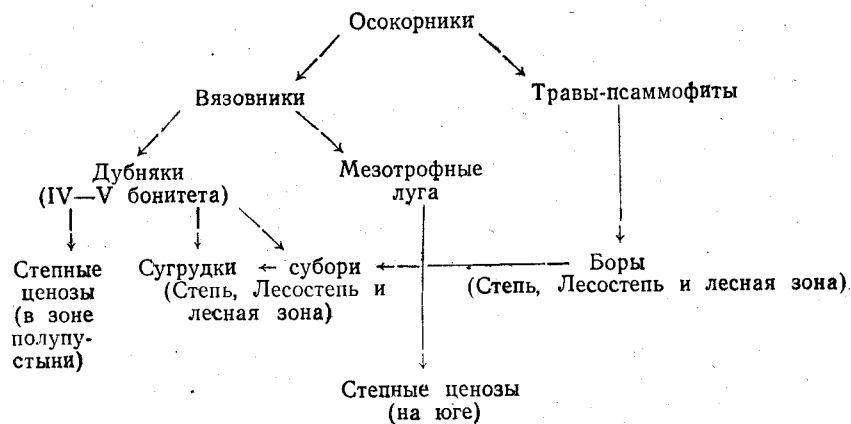 Осокорники
Вязовники
Травы-псаммофиты
Дубняки
(IV—V бонитета)
Мезотрофные
луга
Степные
ценозы
(в зоне
полупу-
стыни)
Сугрудки ← субори
(Степь, Лесостепь и
лесная зона)
Боры
(Степь, Лесостепь и лесная зона)
Степные ценозы
(на юге)